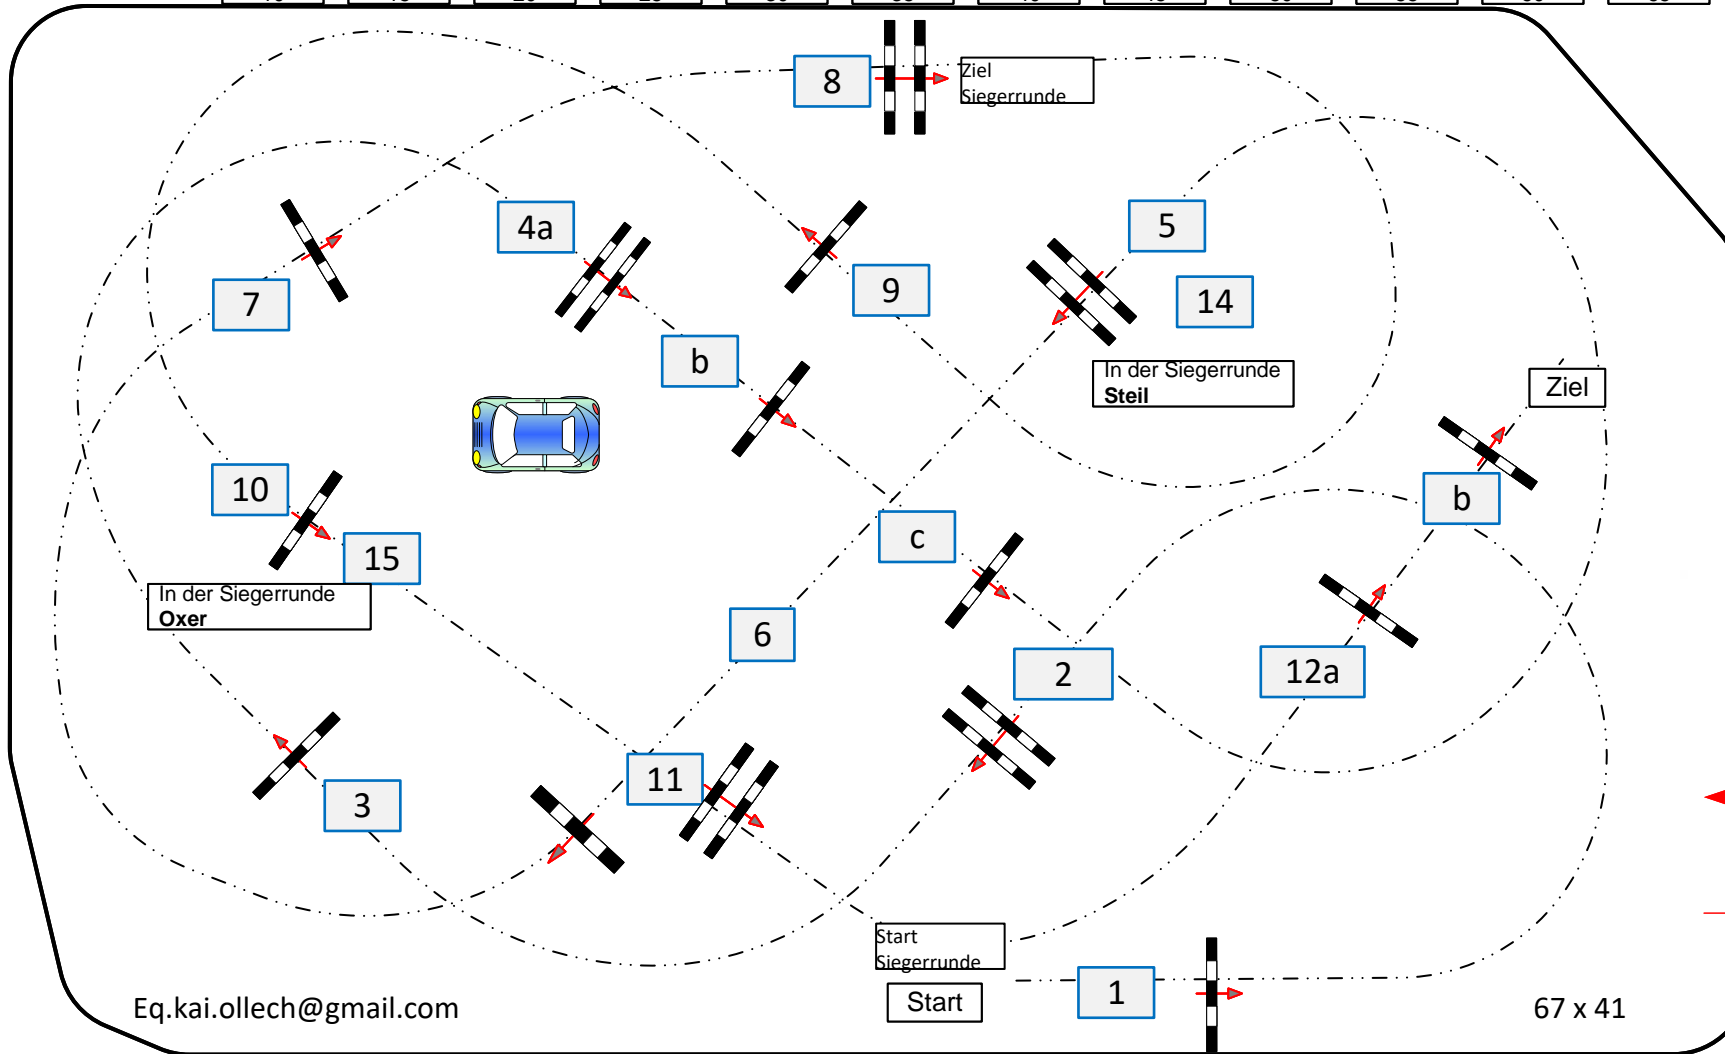 8
Ziel
Siegerrunde
4a
5
7
9
14
b
In der Siegerrunde
Steil
Ziel
10
b
15
c
In der Siegerrunde
Oxer
6
2
12a
11
3
Start
Siegerrunde
1
Start
Eq.kai.ollech@gmail.com
67 x 41